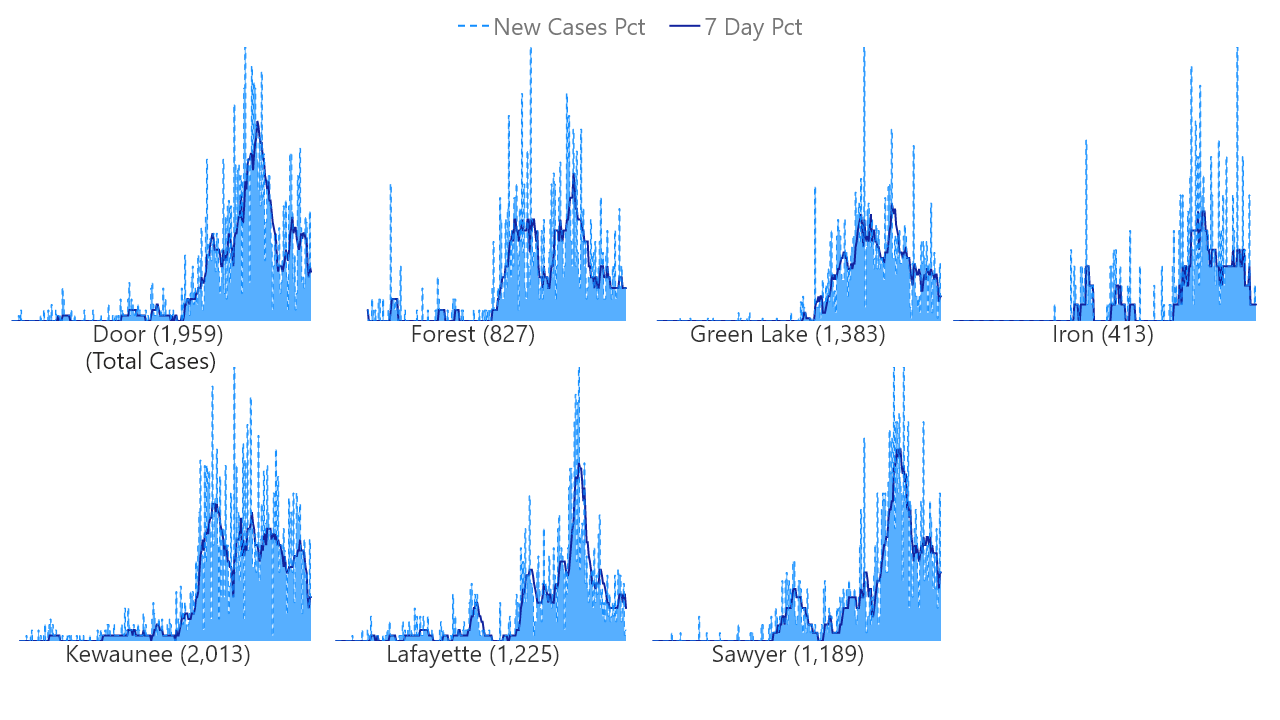 New Cases Pct 7 Day Pct
Door (1,959)
(Total Cases)
Forest (827)
Green Lake (1,383)
Iron (413)
Kewaunee (2,013)
Lafayette (1,225)
Sawyer (1,189)